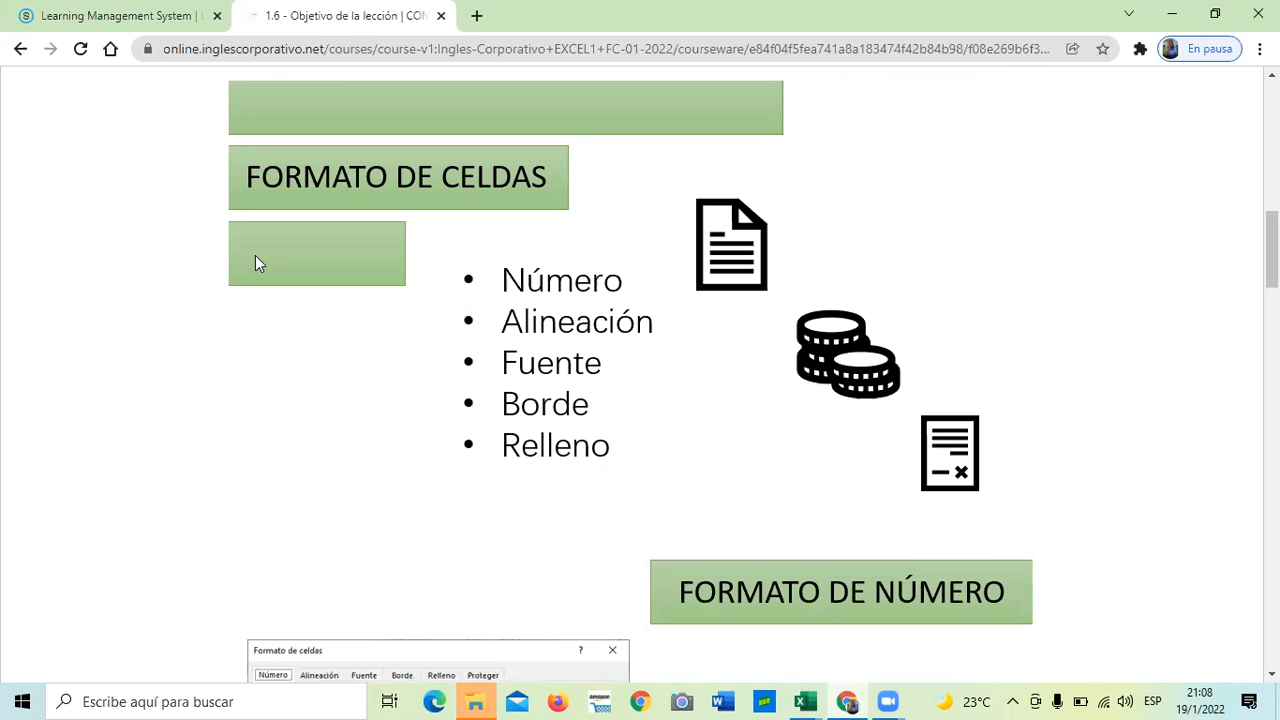 Learning Management System | L
1.6 - Objetivo de la lección | CON
online.inglescorporativo.net/courses/course-v1:Ingles-Corporativo+EXCEL1+FC-01-2022/courseware/c84f04f5fea741a8a183474f42b84b98/f08e269b6f3...
En pausa
FORMATO DE CELDAS
• Número
• Alineación
• Fuente
• Borde
• Relleno
FORMATO DE NÚMERO
Formato de celdas ?
Número Alineación Fuente Borde Relleno Proteger
Escribe aquí para buscar
amazon
23°C
ESP
21:08
19/1/2022